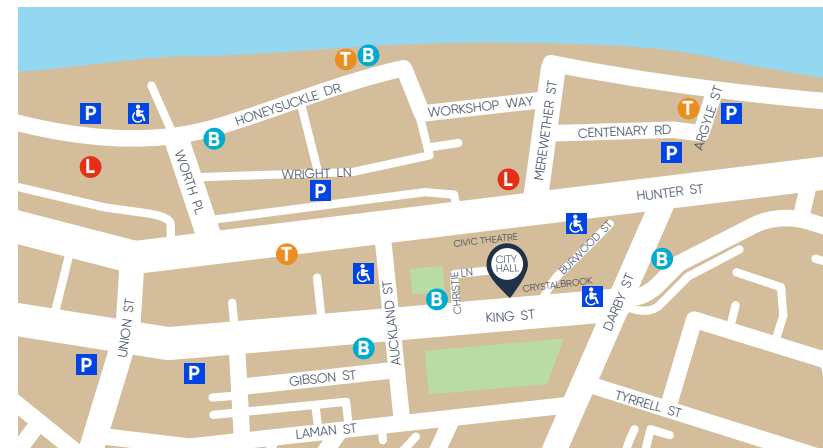 T
B
HONEYSUCKLE DR
P
B
WORKSHOP WAY
MEREWETHER ST
T
P
ARGYLE ST
CENTENARY RD
P
L
WORTH PL
WRIGHT LN
P
L
HUNTER ST
CIVIC THEATRE
BURWOOD ST
T
CITY
HALL
B
CHRISTIE LN
CRYSTALBROOK
B
AUCKLAND ST
KING ST
DARBY ST
UNION ST
B
P
P
GIBSON ST
TYRRELL ST
LAMAN ST